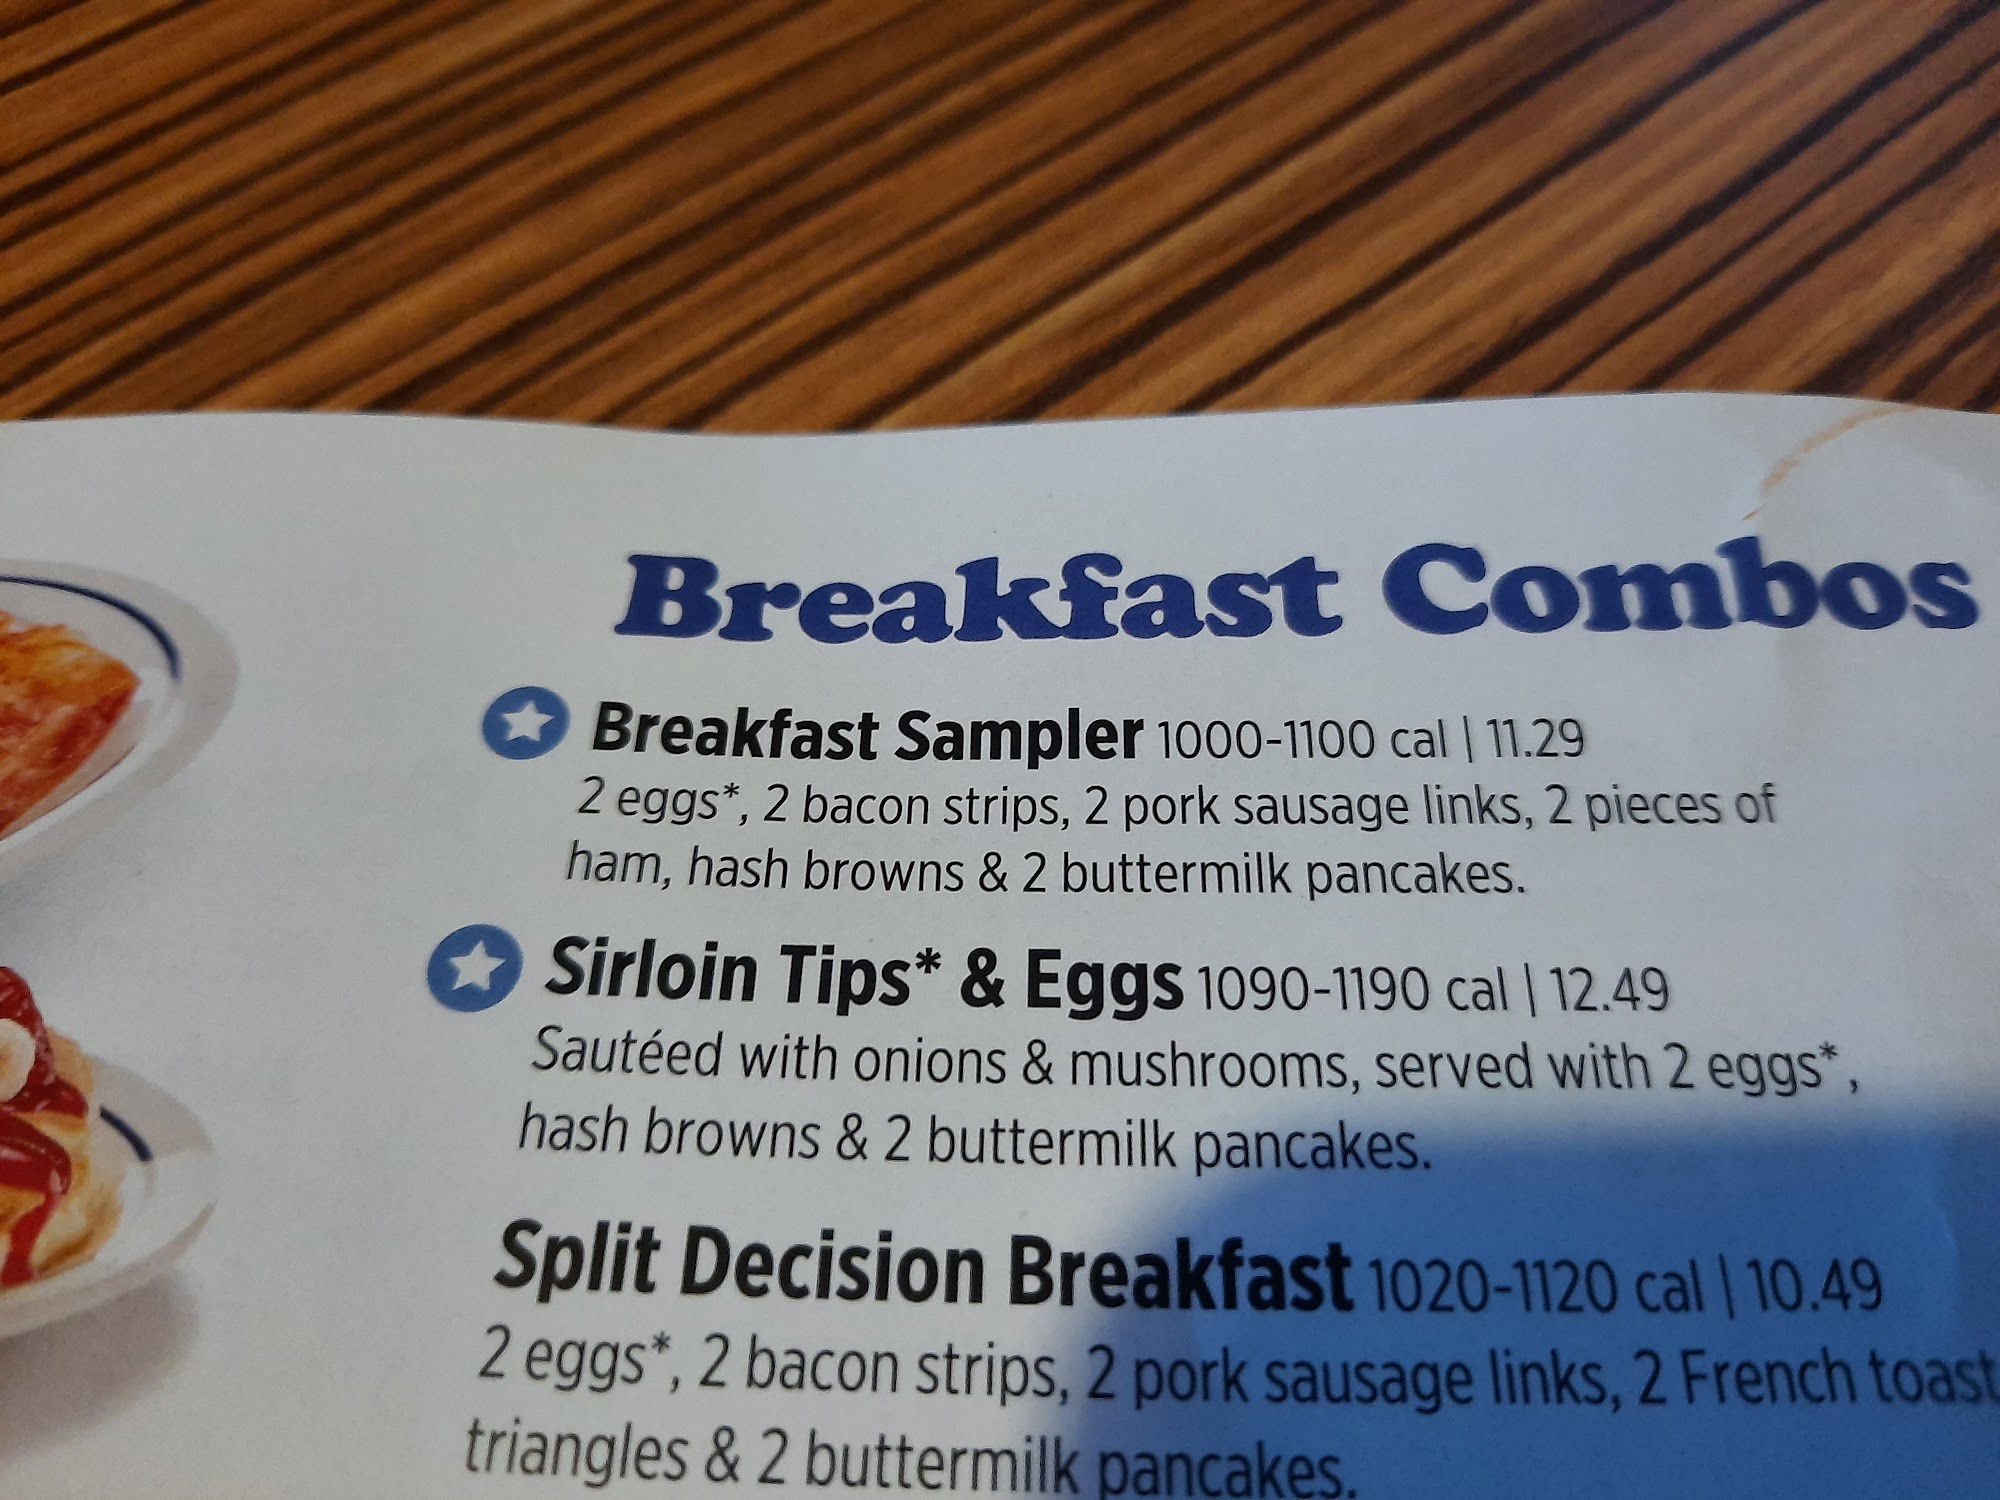 Breakfast Combos
Breakfast Sampler 1000-1100 cal | 11.29
2 eggs*, 2 bacon strips, 2 pork sausage links, 2 pieces of
ham, hash browns & 2 buttermilk pancakes.
Sirloin Tips* & Eggs 1090-1190 cal | 12.49
Sautéed with onions & mushrooms, served with 2 eggs*,
hash browns & 2 buttermilk pancakes.
Split Decision Breakfast 1020-1120 cal | 10.49
2 eggs*, 2 bacon strips, 2 pork sausage links, 2 French toast
triangles & 2 buttermilk pancakes.